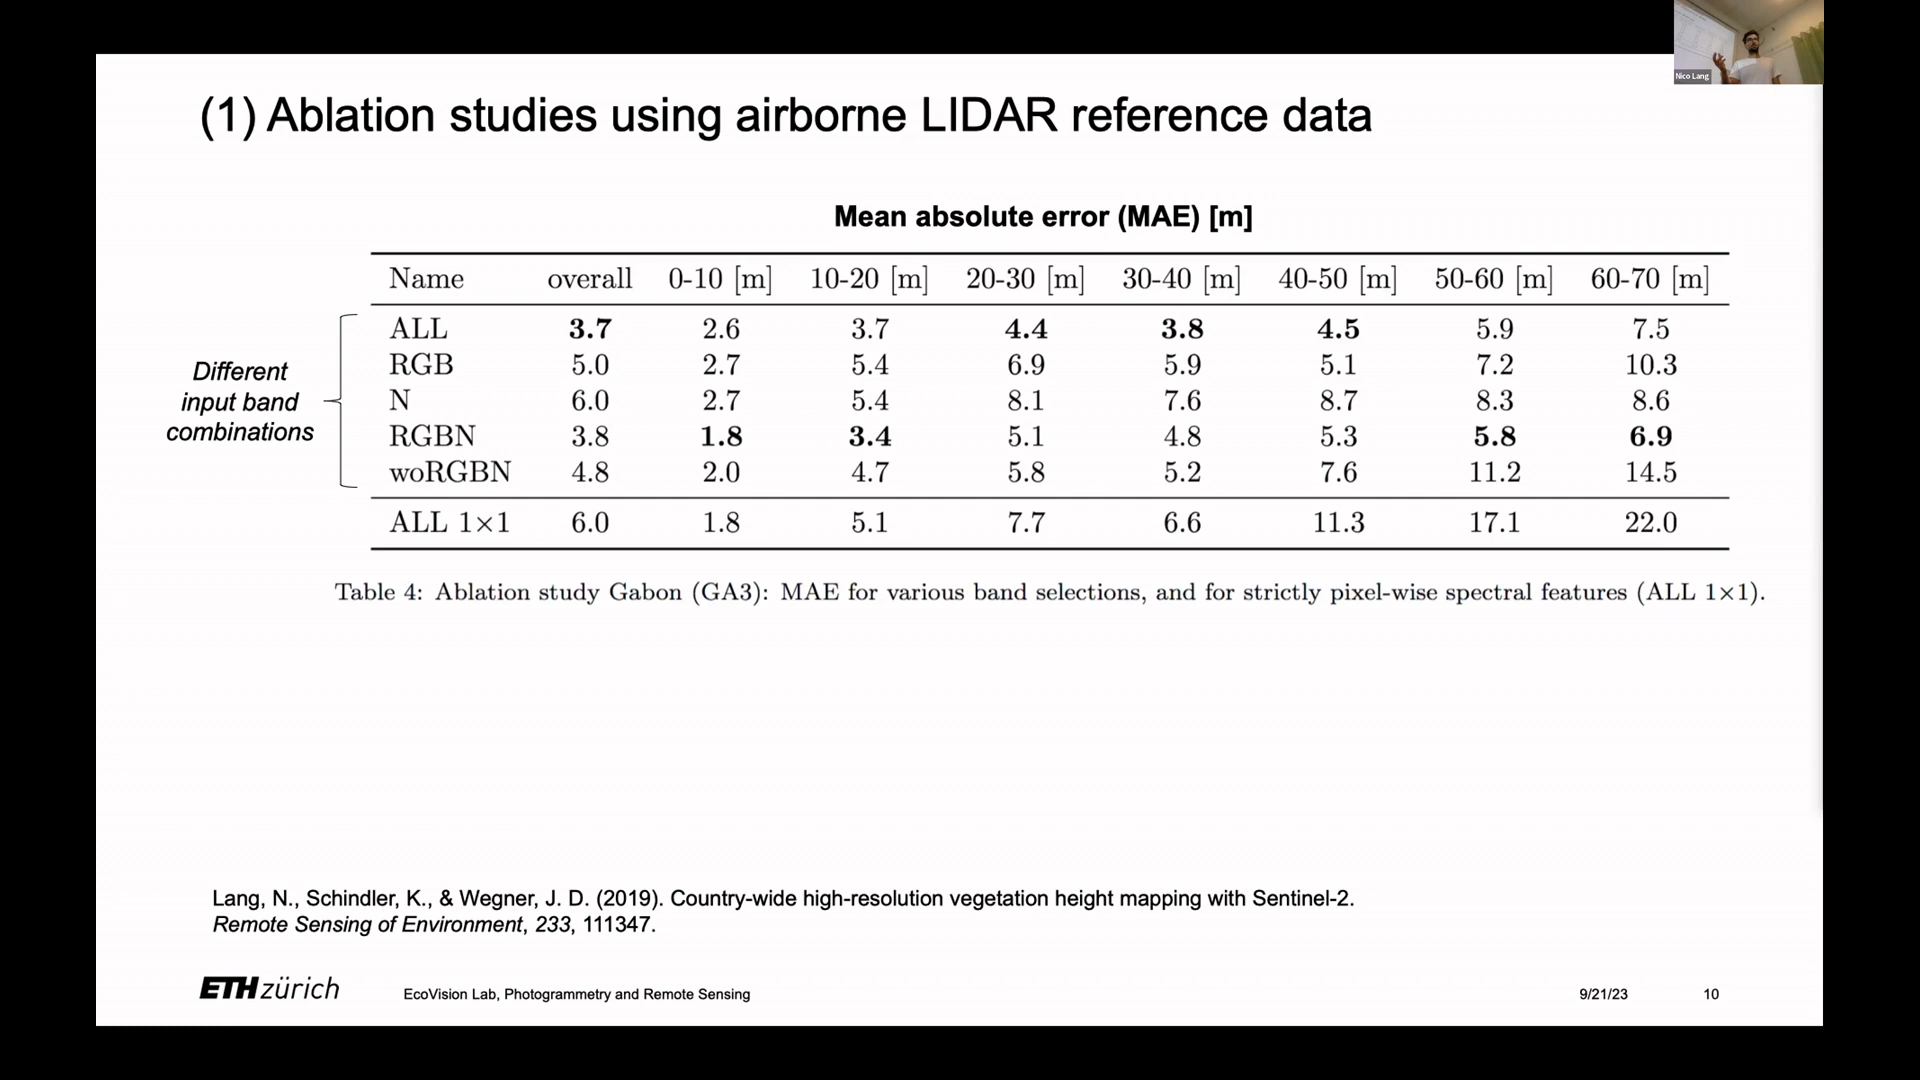 Nico Lang
(1) Ablation studies using airborne LIDAR reference data
Mean absolute error (MAE) [m]
Name overall 0-10 [m] 10-20 [m] 20-30 [m] 30-40 [m] 40-50 [m] 50-60 [m] 60-70 [m]
Different
input band
combinations
ALL 3.7 2.6 3.7 4.4 3.8 4.5 5.9 7.5
RGB 5.0 2.7 5.4 6.9 5.9 5.1 7.2 10.3
N 6.0 2.7 5.4 8.1 7.6 8.7 8.3 8.6
RGBN 3.8 1.8 3.4 5.1 4.8 5.3 5.8 6.9
woRGBN 4.8 2.0 4.7 5.8 5.2 7.6 11.2 14.5
ALL 1×1 6.0 1.8 5.1 7.7 6.6 11.3 17.1 22.0
Table 4: Ablation study Gabon (GA3): MAE for various band selections, and for strictly pixel-wise spectral features (ALL 1×1).
Lang, N., Schindler, K., & Wegner, J. D. (2019). Country-wide high-resolution vegetation height mapping with Sentinel-2.
Remote Sensing of Environment, 233, 111347.
ETH zürich EcoVision Lab, Photogrammetry and Remote Sensing 9/21/23 10